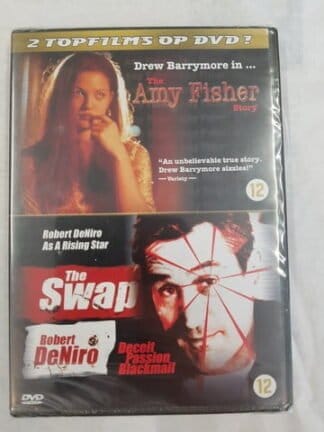 2 TOPFILMS OP DVD!
Drew Barrymore in ...
The
Amy Fisher
Story
"An unbelievable true story.
Drew Barrymore sizzles!"
— Variety —
12
Robert DeNiro
As A Rising Star
The
Swap
Robert
DeNiro
Deceit
Passion
Blackmail
12
DVD